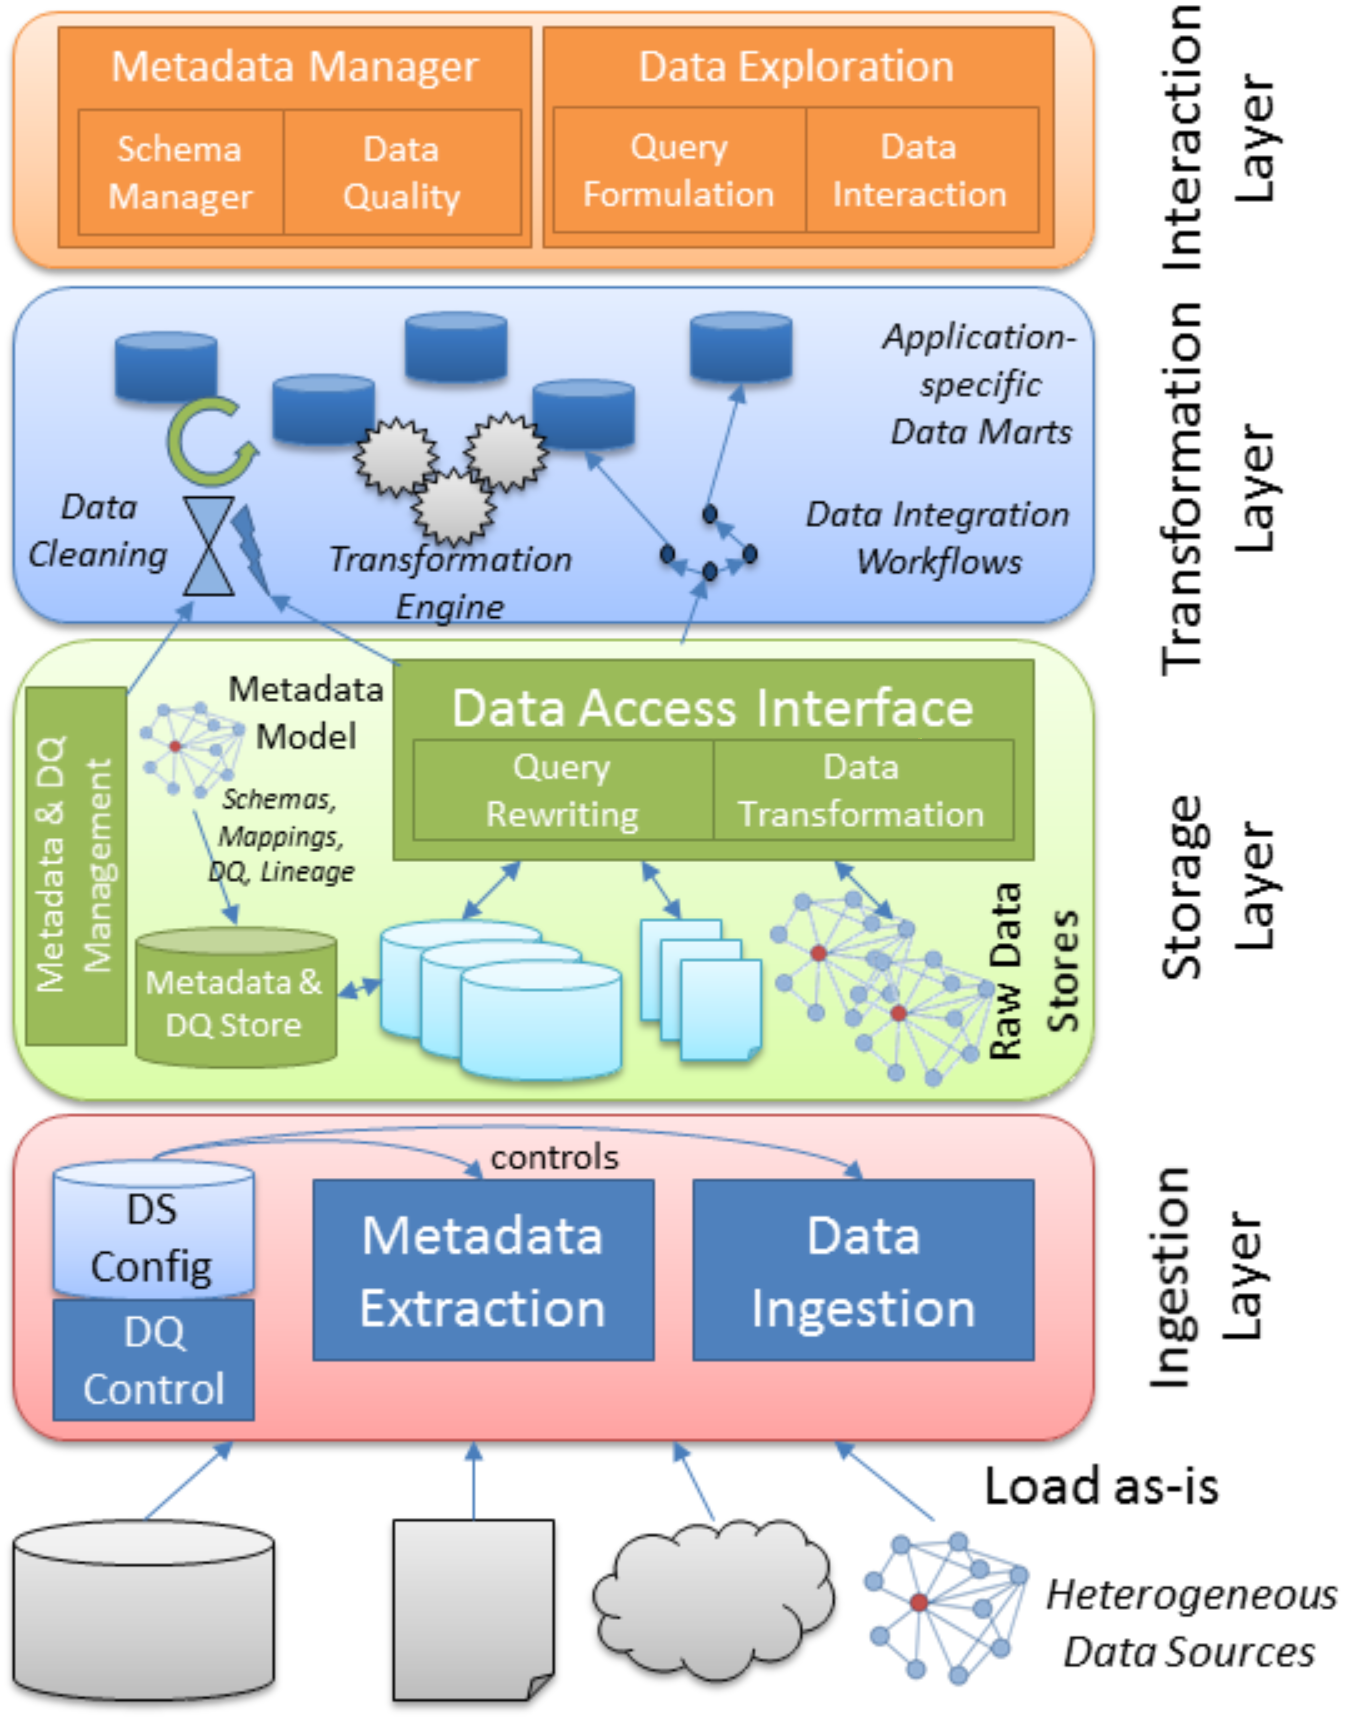 Metadata Manager
Schema
Manager
Data
Quality
Data Exploration
Query
Formulation
Data
Interaction
Interaction
Layer
Application-
specific
Data Marts
Data
Cleaning
Transformation
Engine
Data Integration
Workflows
Transformation
Layer
Metadata & DQ
Management
Metadata
Model
Schemas,
Mappings,
DQ, Lineage
Metadata &
DQ Store
Data Access Interface
Query
Rewriting
Data
Transformation
Raw Data
Stores
Storage
Layer
controls
DS
Config
DQ
Control
Metadata
Extraction
Data
Ingestion
Ingestion
Layer
Load as-is
Heterogeneous
Data Sources